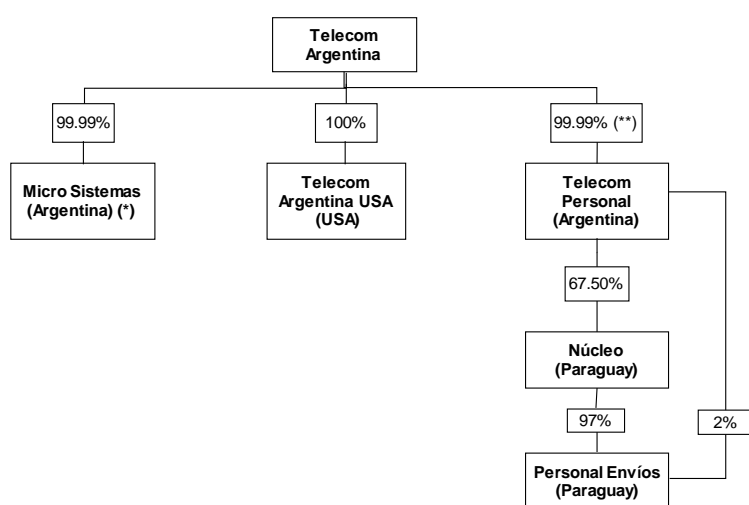 Telecom
Argentina
99.99%
100%
99.99% (**)
Micro Sistemas
(Argentina) (*)
Telecom
Argentina USA
(USA)
Telecom
Personal
(Argentina)
67.50%
Núcleo
(Paraguay)
97%
2%
Personal Envíos
(Paraguay)